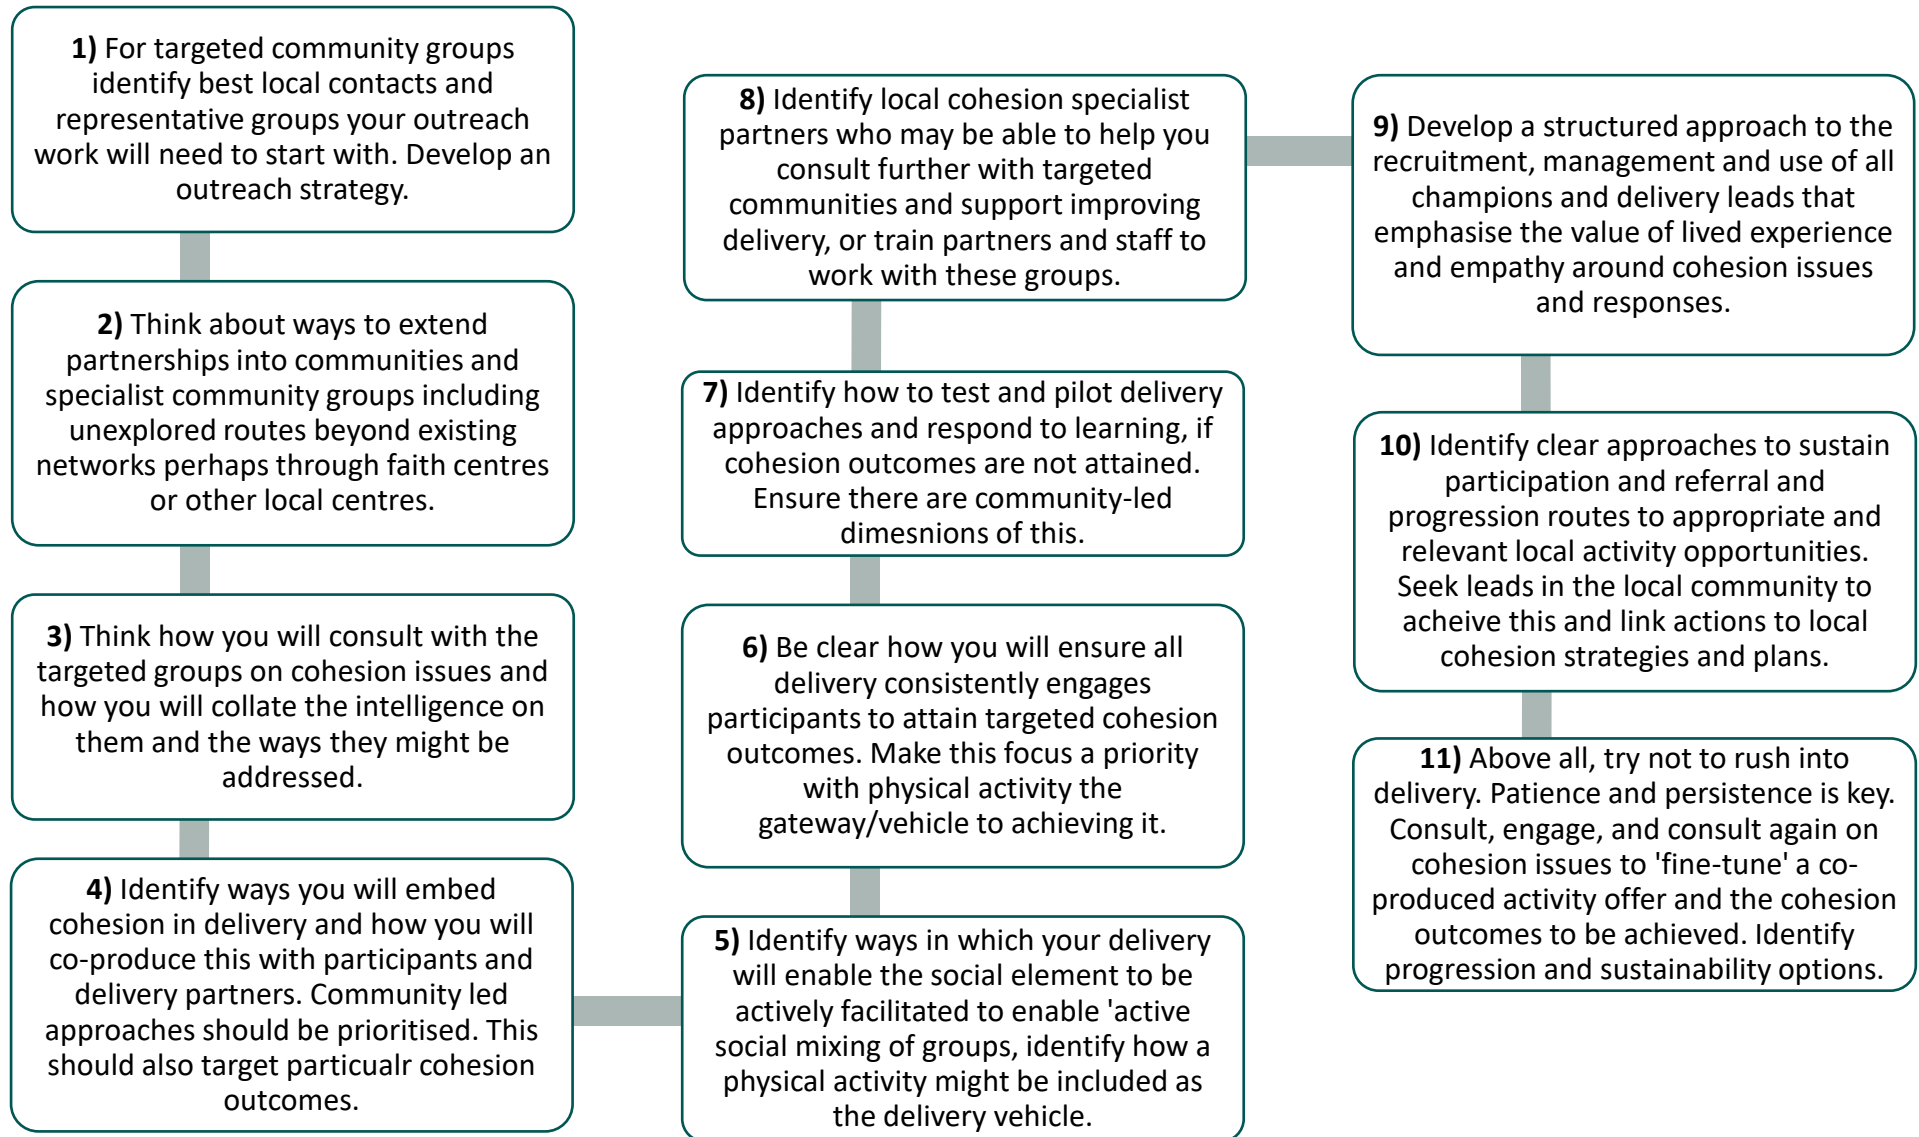 1) For targeted community groups
identify best local contacts and
representative groups your outreach
work will need to start with. Develop an
outreach strategy.
2) Think about ways to extend
partnerships into communities and
specialist community groups including
unexplored routes beyond existing
networks perhaps through faith centres
or other local centres.
3) Think how you will consult with the
targeted groups on cohesion issues and
how you will collate the intelligence on
them and the ways they might be
addressed.
4) Identify ways you will embed
cohesion in delivery and how you will
co-produce this with participants and
delivery partners. Community led
approaches should be prioritised. This
should also target particualr cohesion
outcomes.
5) Identify ways in which your delivery
will enable the social element to be
actively facilitated to enable 'active
social mixing of groups, identify how a
physical activity might be included as
the delivery vehicle.
6) Be clear how you will ensure all
delivery consistently engages
participants to attain targeted cohesion
outcomes. Make this focus a priority
with physical activity the
gateway/vehicle to achieving it.
7) Identify how to test and pilot delivery
approaches and respond to learning, if
cohesion outcomes are not attained.
Ensure there are community-led
dimesnions of this.
8) Identify local cohesion specialist
partners who may be able to help you
consult further with targeted
communities and support improving
delivery, or train partners and staff to
work with these groups.
9) Develop a structured approach to the
recruitment, management and use of all
champions and delivery leads that
emphasise the value of lived experience
and empathy around cohesion issues
and responses.
10) Identify clear approaches to sustain
participation and referral and
progression routes to appropriate and
relevant local activity opportunities.
Seek leads in the local community to
acheive this and link actions to local
cohesion strategies and plans.
11) Above all, try not to rush into
delivery. Patience and persistence is key.
Consult, engage, and consult again on
cohesion issues to 'fine-tune' a co-
produced activity offer and the cohesion
outcomes to be achieved. Identify
progression and sustainability options.